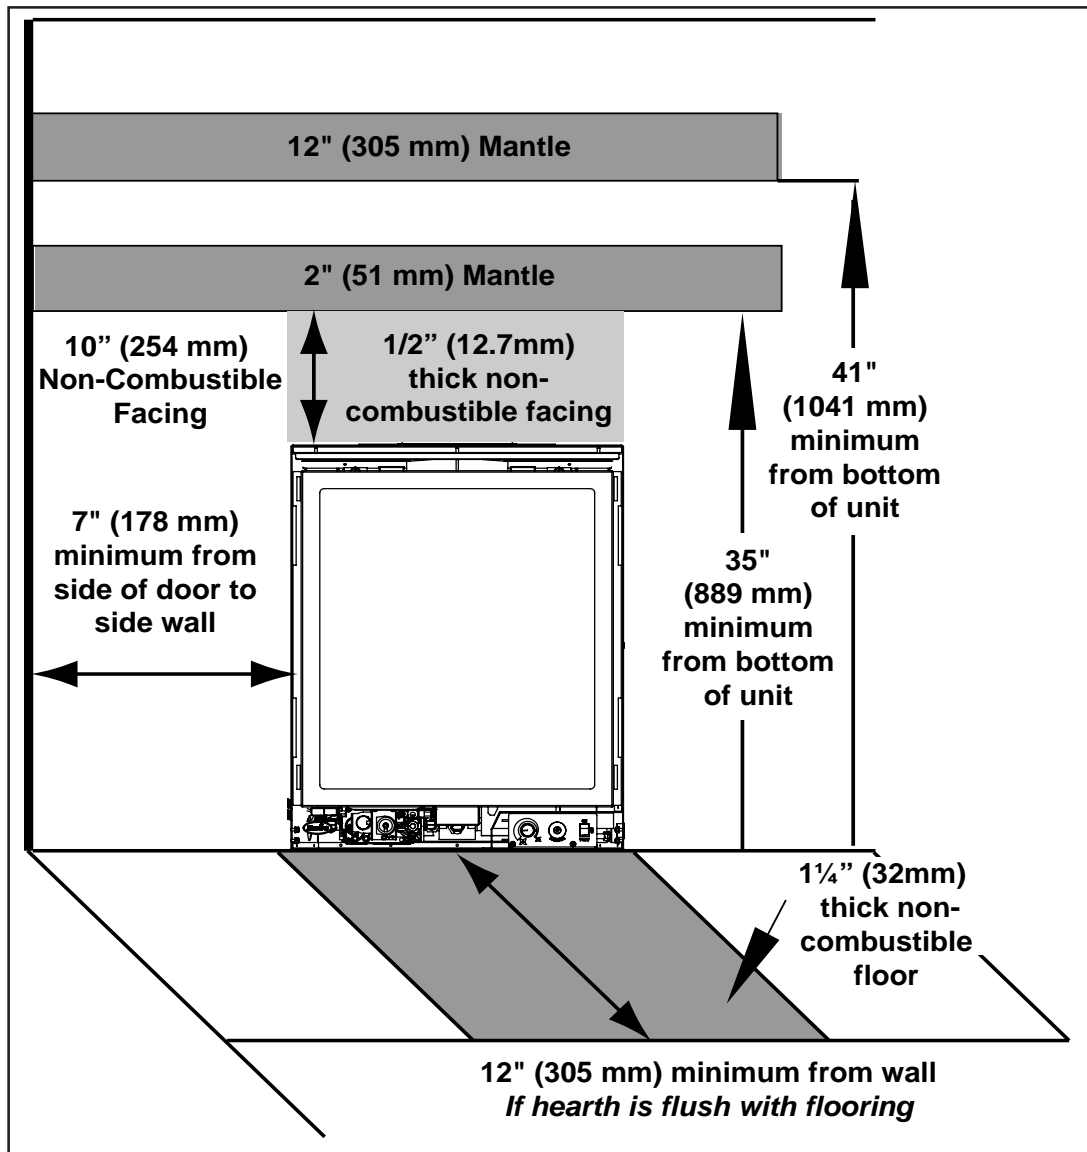 12" (305 mm) Mantle
2" (51 mm) Mantle
10” (254 mm)
Non-Combustible
Facing
1/2” (12.7mm)
thick non-
combustible facing
41"
(1041 mm)
minimum
from bottom
of unit
7" (178 mm)
minimum from
side of door to
side wall
35"
(889 mm)
minimum
from bottom
of unit
1¼” (32mm)
thick non-
combustible
floor
12" (305 mm) minimum from wall
If hearth is flush with flooring